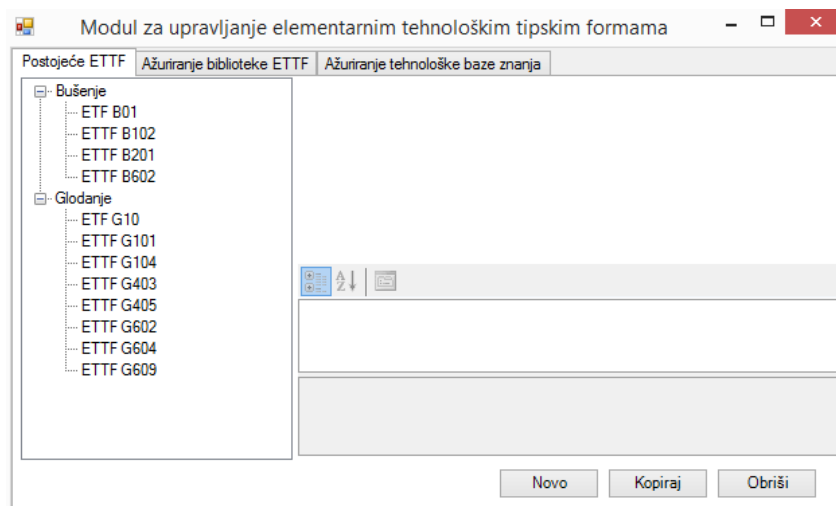 Modul za upravljanje elementarnim tehnološkim tipskim formama
Postojeće ETTF Ažuriranje biblioteke ETTF Ažuriranje tehnološke baze znanja
Bušenje
ETF B01
ETTF B102
ETTF B201
ETTF B602
Glodanje
ETF G10
ETTF G101
ETTF G104
ETTF G403
ETTF G405
ETTF G602
ETTF G604
ETTF G609
Novo Kopiraj Obriši